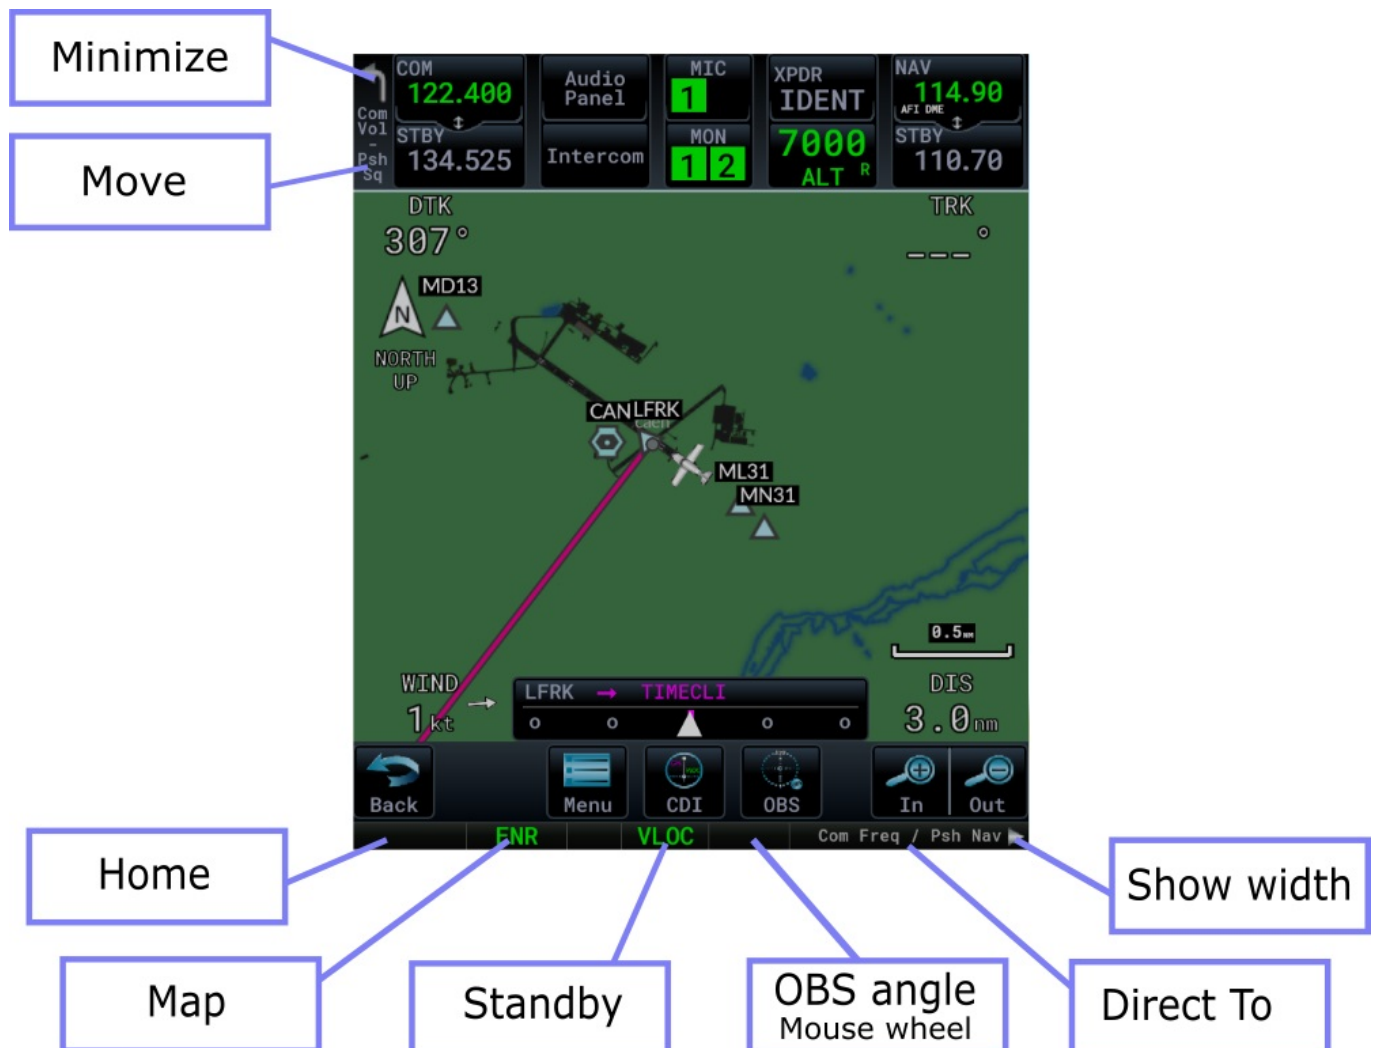 Minimize
Move
COM
122.400
STBY
134.525
Com
Vol
-
Psh
Sq
Audio
Panel
Intercom
MIC
1
MON
1 2
XPDR
IDENT
7000
ALT R
NAV
114.90
AFI DME
STBY
110.70
DTK
307°
TRK
___°
MD13
N
NORTH
UP
CAN
LFRK
caen
ML31
MN31
0.5NM
WIND
1kt
LFRK → TIMECLI
DIS
3.0nm
Back
Menu
CDI
OBS
In
Out
ENR
VLOC
Com Freq / Psh Nav
Home
Show width
Map
Standby
OBS angle
Mouse wheel
Direct To